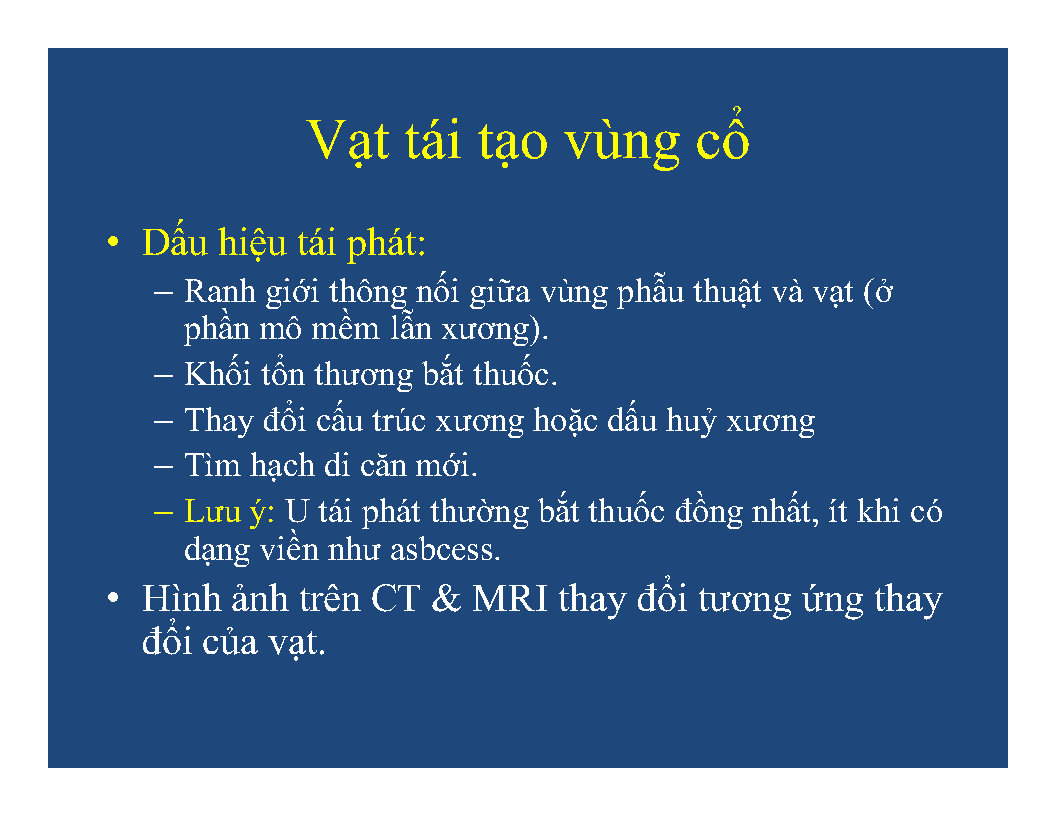 Vạt tái tạo vùng cổ
• Dấu hiệu tái phát:
– Ranh giới thông nối giữa vùng phẫu thuật và vạt (ở
phần mô mềm lẫn xương).
– Khối tổn thương bắt thuốc.
– Thay đổi cấu trúc xương hoặc dấu huỷ xương
– Tìm hạch di căn mới.
– Lưu ý: U tái phát thường bắt thuốc đồng nhất, ít khi có
dạng viền như asbcess.
• Hình ảnh trên CT & MRI thay đổi tương ứng thay
đổi của vạt.